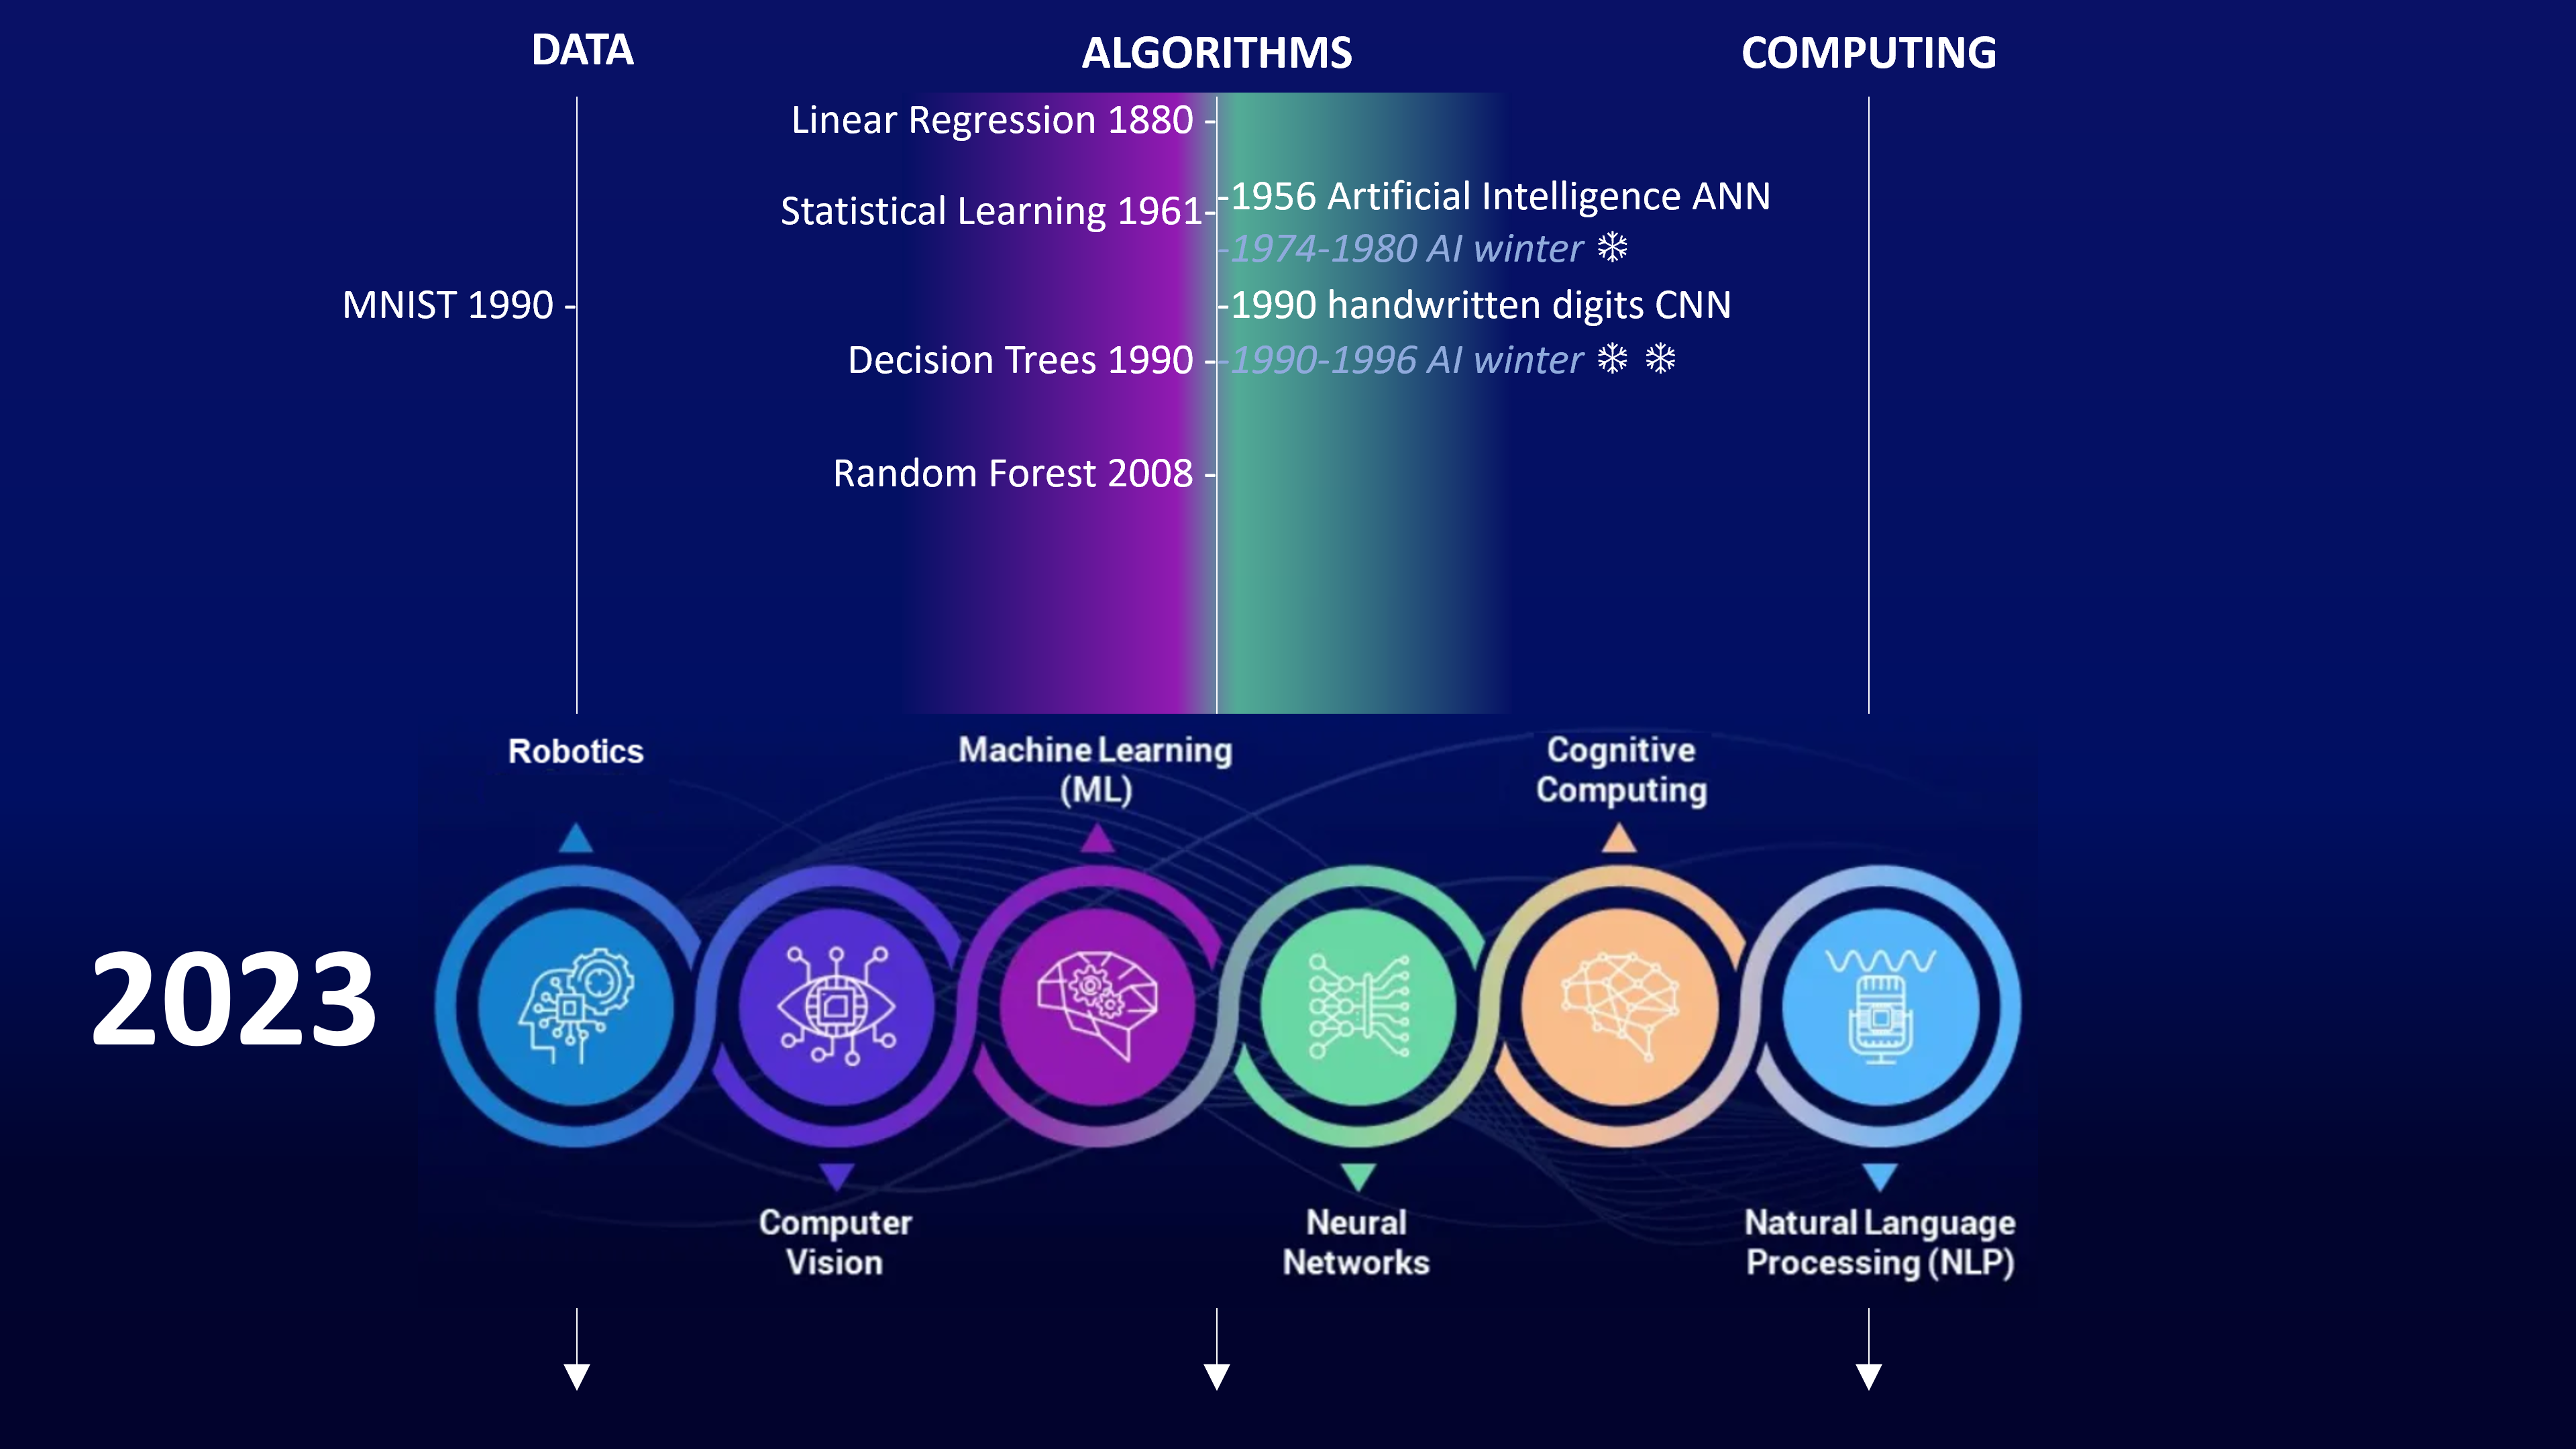 DATA
ALGORITHMS
COMPUTING
Linear Regression 1880 -
-1956 Artificial Intelligence ANN
Statistical Learning 1961-
-1974-1980 AI winter ❄
MNIST 1990 -
-1990 handwritten digits CNN
Decision Trees 1990 -
-1990-1996 AI winter ❄ ❄
Random Forest 2008 -
Robotics
Machine Learning
(ML)
Cognitive
Computing
2023
Computer
Vision
Neural
Networks
Natural Language
Processing (NLP)